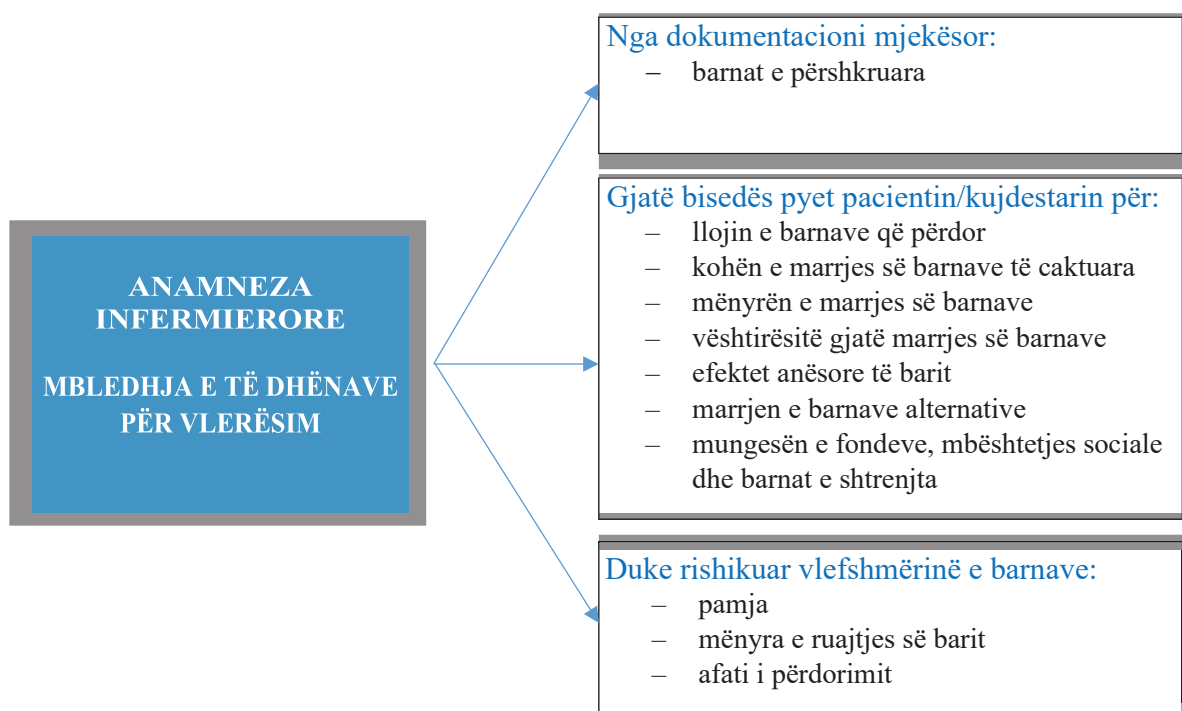 ANAMNEZA
INFERMIERORE
MBLEDHJA E TË DHËNAVE
PËR VLERËSIM
Nga dokumentacioni mjekësor:
– barnat e përshkruara
Gjatë bisedës pyet pacientin/kujdestarin për:
– llojin e barnave që përdor
– kohën e marrjes së barnave të caktuara
– mënyrën e marrjes së barnave
– vështirësitë gjatë marrjes së barnave
– efektet anësore të barit
– marrjen e barnave alternative
– mungesën e fondeve, mbështetjes sociale
dhe barnat e shtrenjta
Duke rishikuar vlefshmërinë e barnave:
– pamja
– mënyra e ruajtjes së barit
– afati i përdorimit